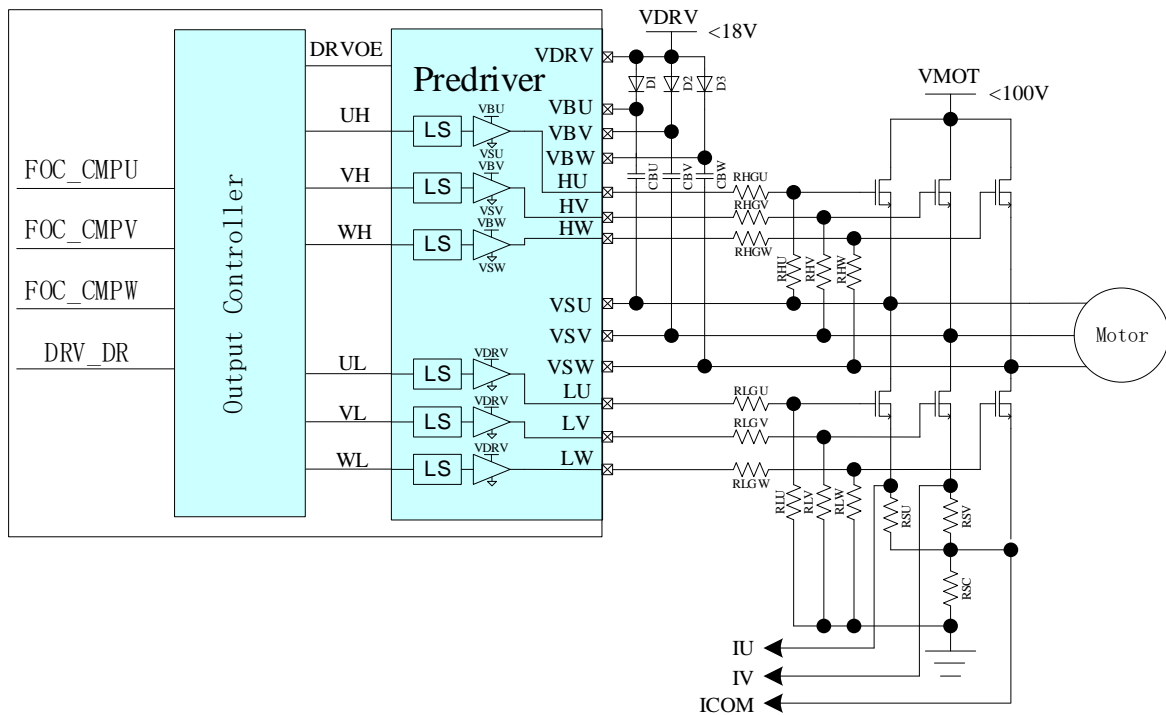 VDRV
<18V
DRVOE
VDRV
Predriver
D1
D2
D3
VMOT
<100V
VBU
VBU
UH
LS
VSU
VBV
VBV
VBW
CBU
CBV
CBW
FOC_CMPU
VH
LS
VSV
HU
RHGU
HV
RHGV
VBW
HW
RHGW
FOC_CMPV
WH
LS
VSW
RHU
RHV
RHW
FOC_CMPW
VSU
Output Controller
VSV
Motor
DRV_DR
VDRV
VSW
UL
LS
LU
RLGU
VDRV
VL
LS
LV
RLGV
VDRV
WL
LS
LW
RLGW
RLU
RLV
RLW
RSU
RSV
RSC
IU
IV
ICOM